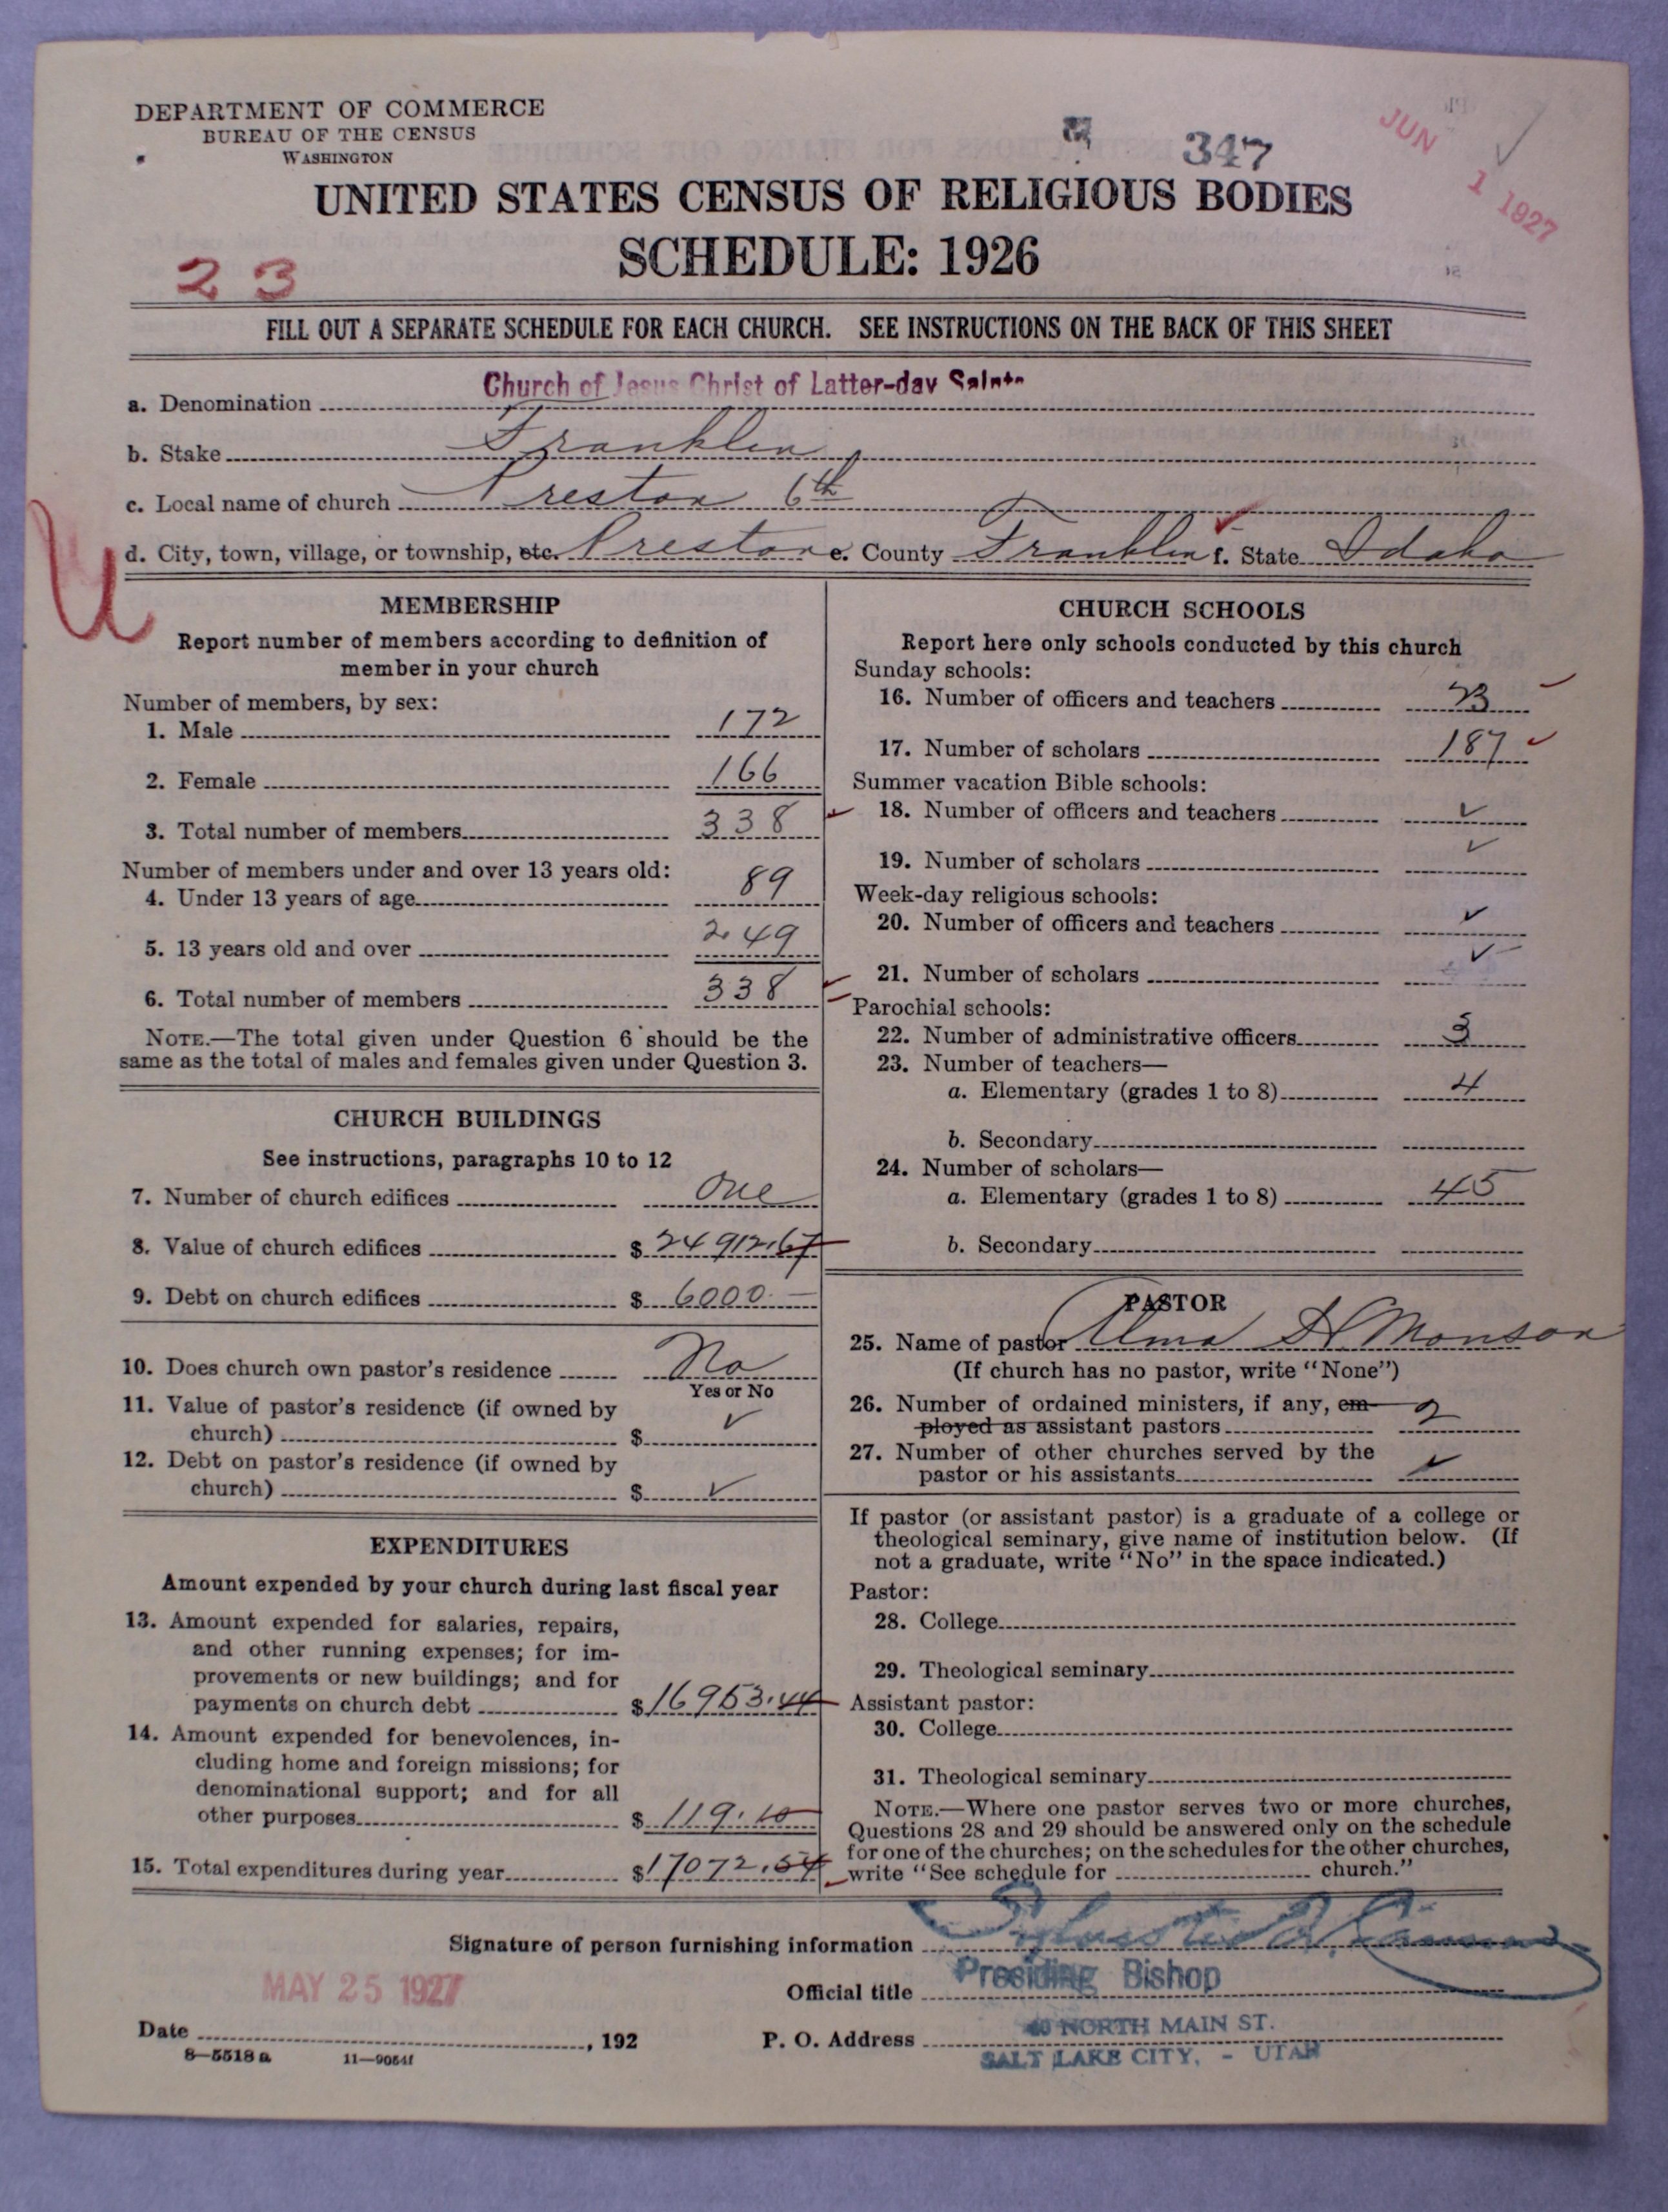 DEPARTMENT OF COMMERCE
BUREAU OF THE CENSUS
WASHINGTON
347
JUN 1 1927
UNITED STATES CENSUS OF RELIGIOUS BODIES
SCHEDULE: 1926
23
FILL OUT A SEPARATE SCHEDULE FOR EACH CHURCH. SEE INSTRUCTIONS ON THE BACK OF THIS SHEET
a. Denomination Church of Jesus Christ of Latter-day Saints
b. Stake Franklin
c. Local name of church Preston 6th
d. City, town, village, or township, etc. Preston e. County Franklin f. State Idaho
U
MEMBERSHIP
Report number of members according to definition of
member in your church
Number of members, by sex:
1. Male 172
2. Female 166
3. Total number of members 338
Number of members under and over 13 years old:
4. Under 13 years of age 89
5. 13 years old and over 249
6. Total number of members 338
NOTE.—The total given under Question 6 should be the
same as the total of males and females given under Question 3.
CHURCH BUILDINGS
See instructions, paragraphs 10 to 12
7. Number of church edifices One
8. Value of church edifices $ 24912.67
9. Debt on church edifices $ 6000.—
10. Does church own pastor's residence No
Yes or No
11. Value of pastor's residence (if owned by
church) $ ✓
12. Debt on pastor's residence (if owned by
church) $ ✓
EXPENDITURES
Amount expended by your church during last fiscal year
13. Amount expended for salaries, repairs,
and other running expenses; for im-
provements or new buildings; and for
payments on church debt $ 16953.44
14. Amount expended for benevolences, in-
cluding home and foreign missions; for
denominational support; and for all
other purposes $ 119.10
15. Total expenditures during year $ 17072.54
CHURCH SCHOOLS
Report here only schools conducted by this church
Sunday schools:
16. Number of officers and teachers 23
17. Number of scholars 187
Summer vacation Bible schools:
18. Number of officers and teachers ✓
19. Number of scholars ✓
Week-day religious schools:
20. Number of officers and teachers ✓
21. Number of scholars ✓
Parochial schools:
22. Number of administrative officers 3
23. Number of teachers—
a. Elementary (grades 1 to 8) 4
b. Secondary
24. Number of scholars—
a. Elementary (grades 1 to 8) 45
b. Secondary
PASTOR
25. Name of pastor Alma H. Monson
(If church has no pastor, write "None")
26. Number of ordained ministers, if any, em-
ployed as assistant pastors 2
27. Number of other churches served by the
pastor or his assistants ✓
If pastor (or assistant pastor) is a graduate of a college or
theological seminary, give name of institution below. (If
not a graduate, write "No" in the space indicated.)
Pastor:
28. College
29. Theological seminary
Assistant pastor:
30. College
31. Theological seminary
NOTE.—Where one pastor serves two or more churches,
Questions 28 and 29 should be answered only on the schedule
for one of the churches; on the schedules for the other churches,
write "See schedule for church."
Signature of person furnishing information Sylvester Q. Cannon
Official title Presiding Bishop
MAY 25 1927
Date , 192
P. O. Address 40 NORTH MAIN ST.
SALT LAKE CITY, - UTAH
8—5518 a 11—9054f